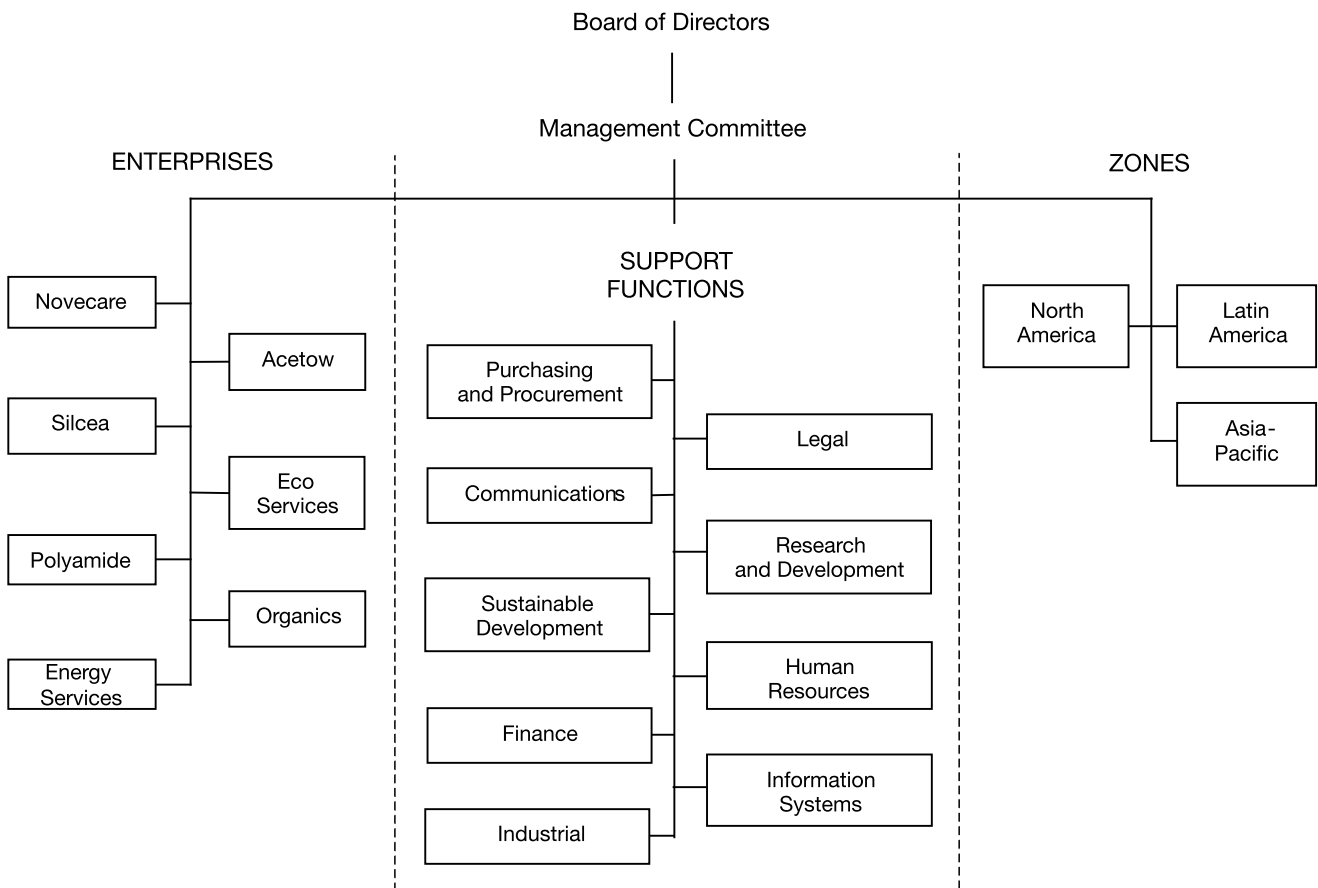 Board of Directors
Management Committee
ENTERPRISES
Novecare
Acetow
Silcea
Eco
Services
Polyamide
Organics
Energy
Services
SUPPORT
FUNCTIONS
Purchasing
and Procurement
Legal
Communications
Research
and Development
Sustainable
Development
Human
Resources
Finance
Information
Systems
Industrial
ZONES
North
America
Latin
America
Asia-
Pacific